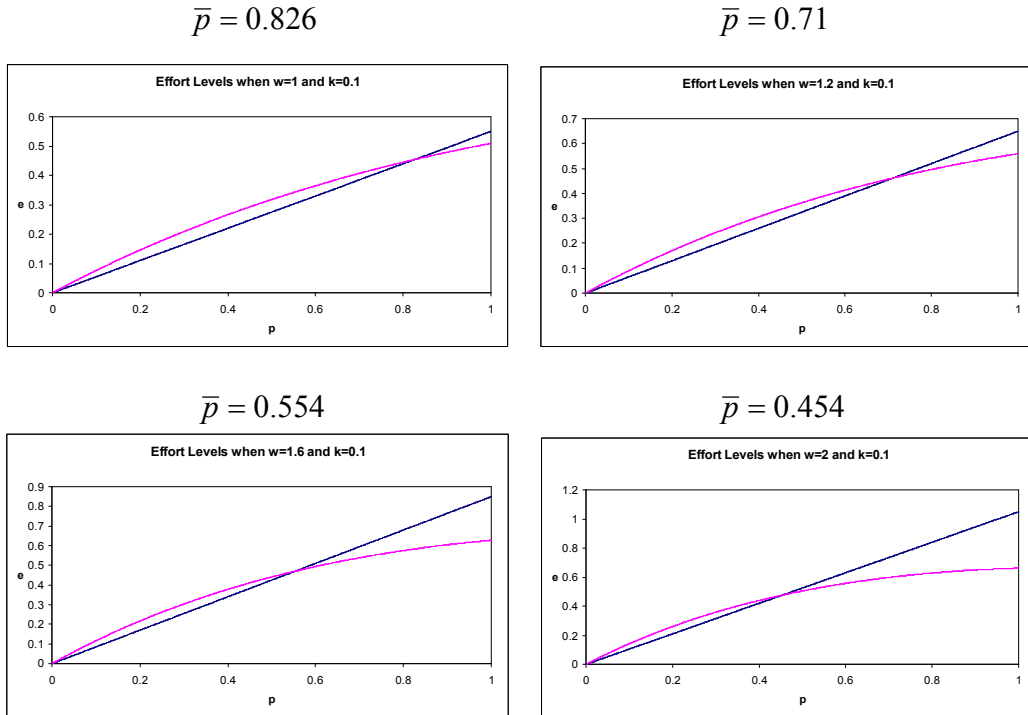 p̅ = 0.826
p̅ = 0.71
Effort Levels when w=1 and k=0.1
0.6
0.5
0.4
0.3
0.2
0.1
0
e
0 0.2 0.4 0.6 0.8 1
p
Effort Levels when w=1.2 and k=0.1
0.7
0.6
0.5
0.4
0.3
0.2
0.1
0
e
0 0.2 0.4 0.6 0.8 1
p
p̅ = 0.554
p̅ = 0.454
Effort Levels when w=1.6 and k=0.1
0.9
0.8
0.7
0.6
0.5
0.4
0.3
0.2
0.1
0
e
0 0.2 0.4 0.6 0.8 1
p
Effort Levels when w=2 and k=0.1
1.2
1
0.8
0.6
0.4
0.2
0
e
0 0.2 0.4 0.6 0.8 1
p